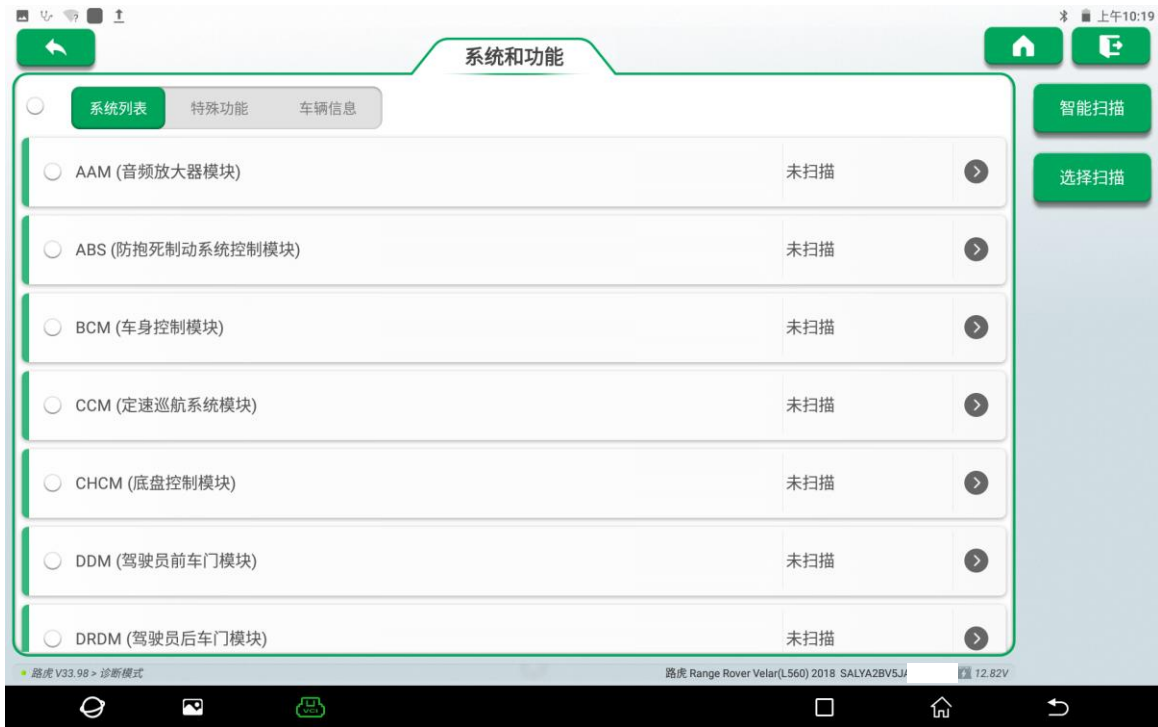 上午10:19
系统和功能
系统列表 特殊功能 车辆信息
智能扫描
AAM (音频放大器模块) 未扫描
选择扫描
ABS (防抱死制动系统控制模块) 未扫描
BCM (车身控制模块) 未扫描
CCM (定速巡航系统模块) 未扫描
CHCM (底盘控制模块) 未扫描
DDM (驾驶员前车门模块) 未扫描
DRDM (驾驶员后车门模块) 未扫描
路虎 V33.98 > 诊断模式 路虎 Range Rover Velar(L560) 2018 SALYA2BV5JA 12.82V
VCI